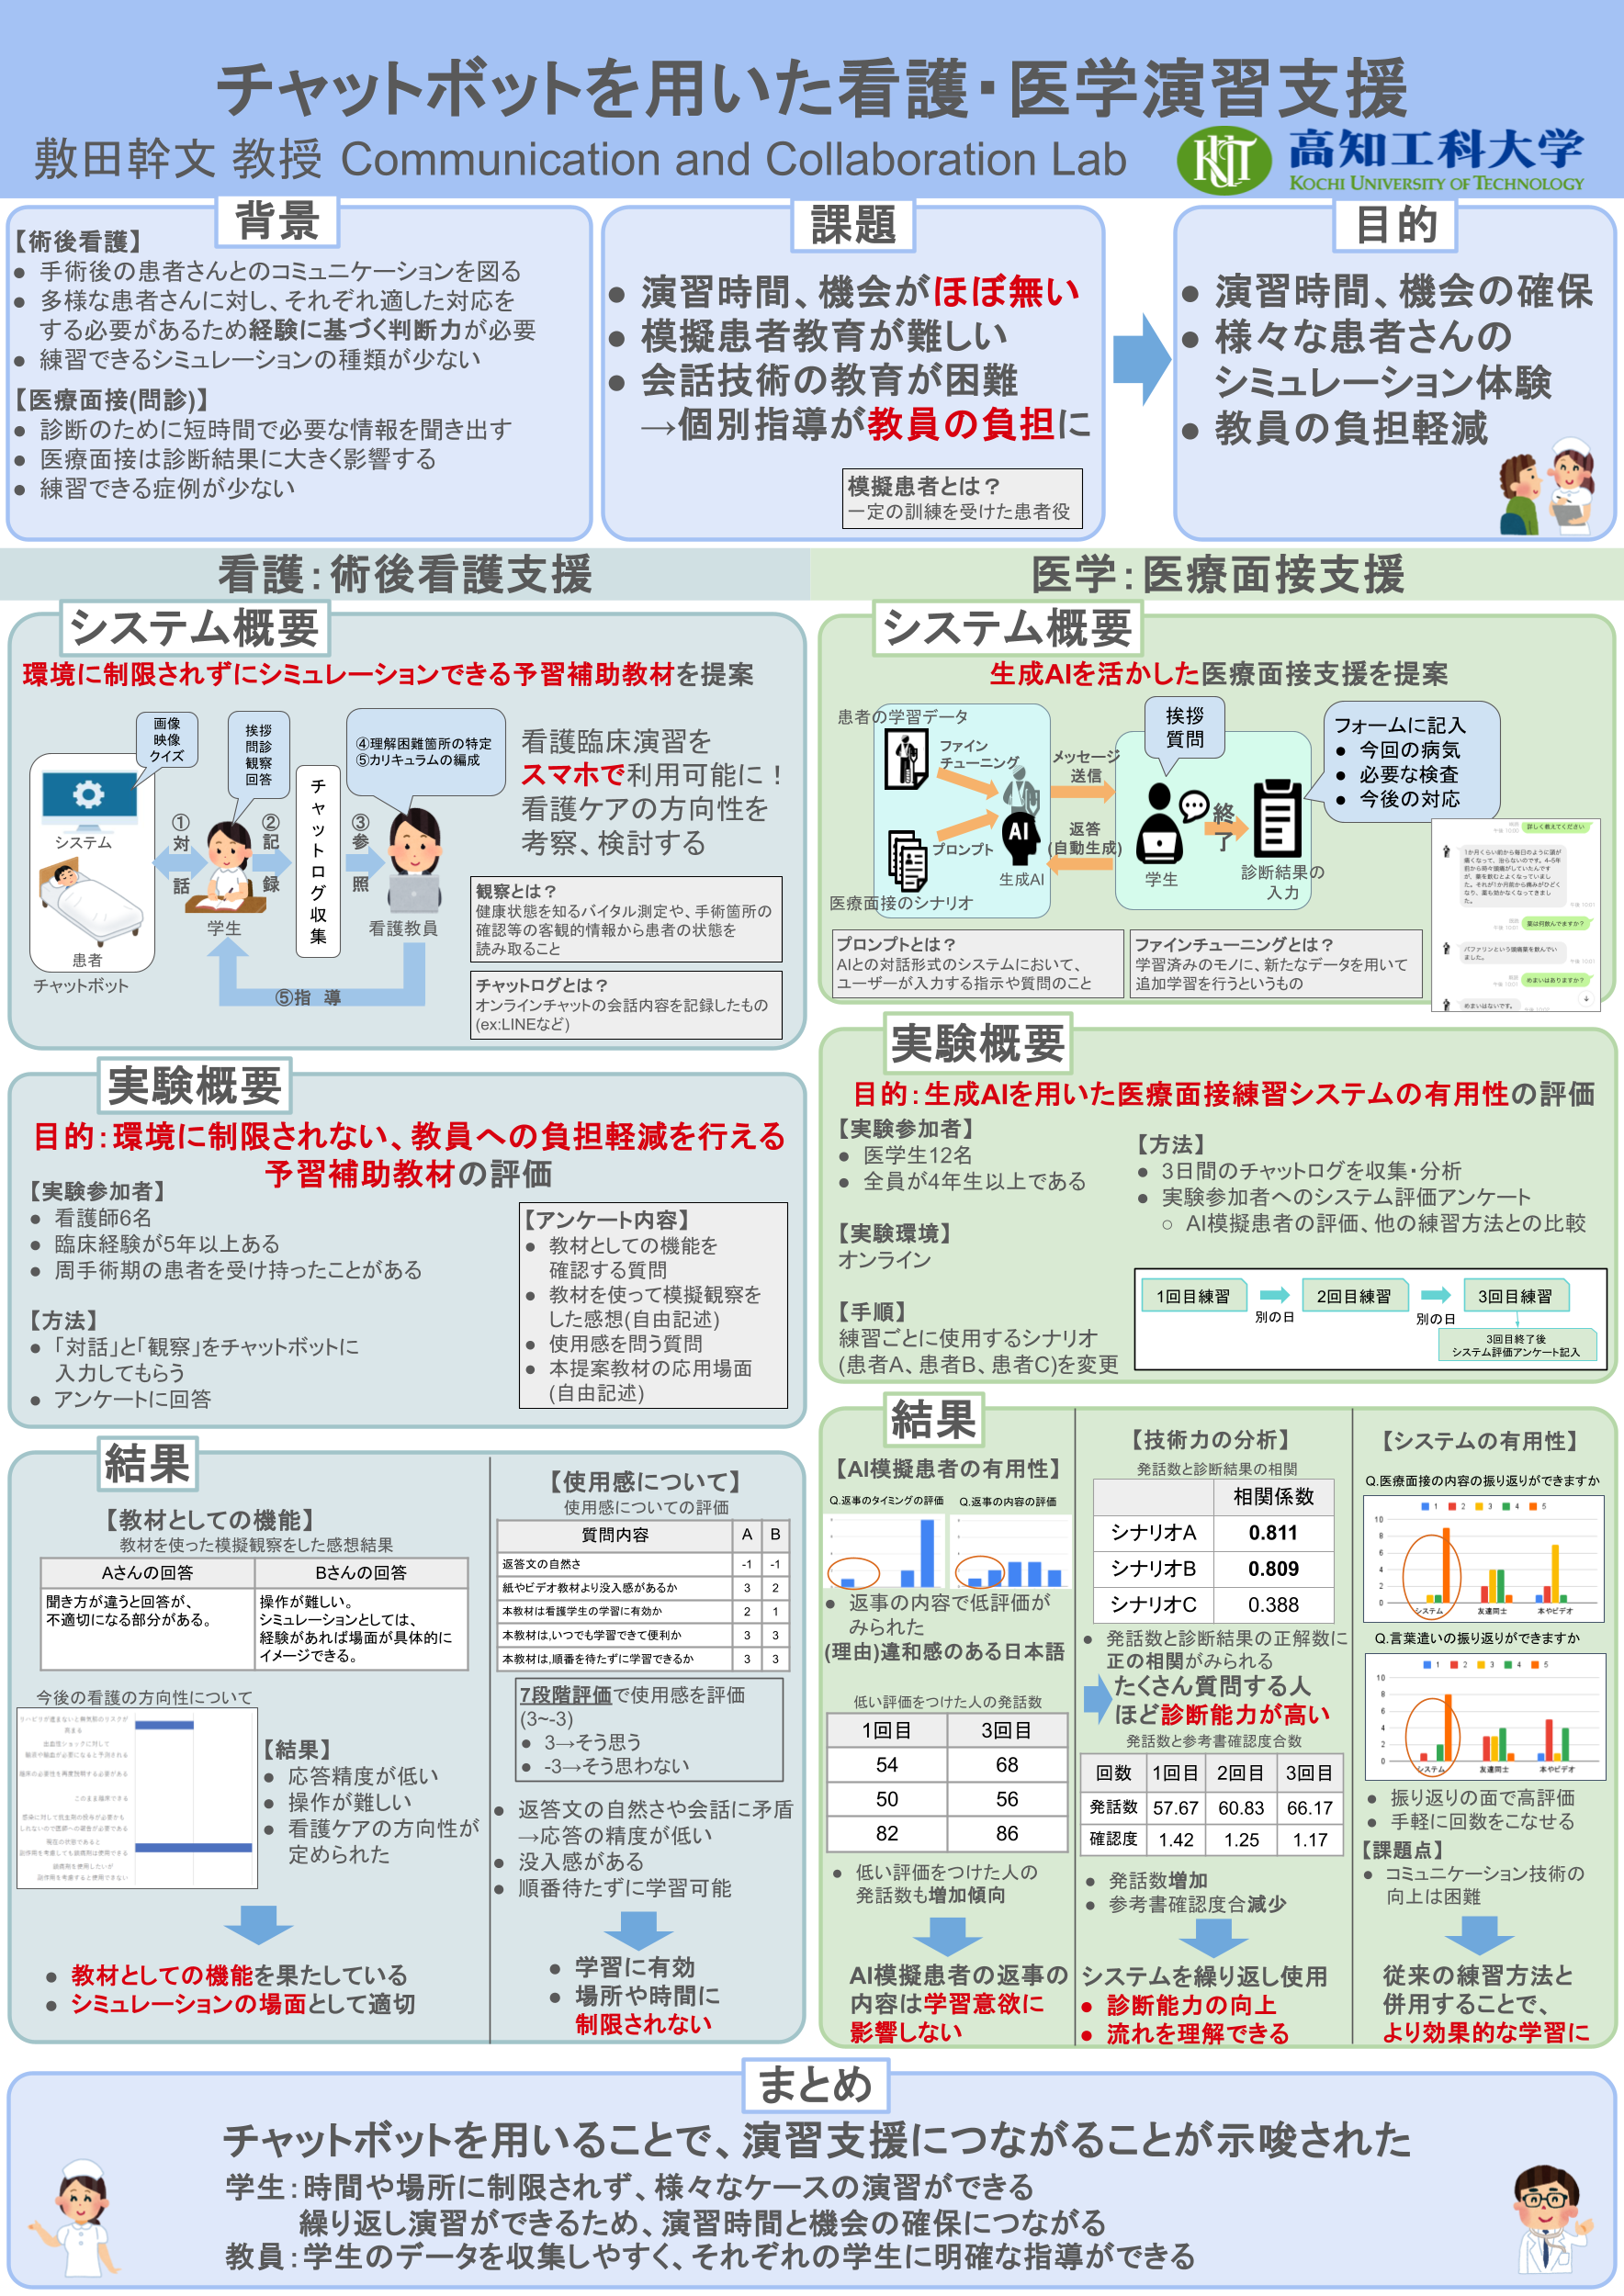 チャットボットを用いた看護・医学演習支援
敷田幹文 教授 Communication and Collaboration Lab
高知工科大学
KOCHI UNIVERSITY OF TECHNOLOGY
背景
【術後看護】
● 手術後の患者さんとのコミュニケーションを図る
● 多様な患者さんに対し、それぞれ適した対応を
する必要があるため経験に基づく判断力が必要
● 練習できるシミュレーションの種類が少ない
【医療面接(問診)】
● 診断のために短時間で必要な情報を聞き出す
● 医療面接は診断結果に大きく影響する
● 練習できる症例が少ない
課題
● 演習時間、機会がほぼ無い
● 模擬患者教育が難しい
● 会話技術の教育が困難
→個別指導が教員の負担に
模擬患者とは？
一定の訓練を受けた患者役
目的
● 演習時間、機会の確保
● 様々な患者さんの
シミュレーション体験
● 教員の負担軽減
看護：術後看護支援
システム概要
環境に制限されずにシミュレーションできる予習補助教材を提案
画像
映像
クイズ
挨拶
問診
観察
回答
④理解困難箇所の特定
⑤カリキュラムの編成
システム
患者
チャットボット
①対話
学生
②記録
チャットログ収集
③参照
看護教員
⑤指 導
看護臨床演習を
スマホで利用可能に！
看護ケアの方向性を
考察、検討する
観察とは？
健康状態を知るバイタル測定や、手術箇所の
確認等の客観的情報から患者の状態を
読み取ること
チャットログとは？
オンラインチャットの会話内容を記録したもの
(ex:LINEなど)
実験概要
目的：環境に制限されない、教員への負担軽減を行える
予習補助教材の評価
【実験参加者】
● 看護師6名
● 臨床経験が5年以上ある
● 周手術期の患者を受け持ったことがある
【方法】
● 「対話」と「観察」をチャットボットに
入力してもらう
● アンケートに回答
【アンケート内容】
● 教材としての機能を
確認する質問
● 教材を使って模擬観察を
した感想(自由記述)
● 使用感を問う質問
● 本提案教材の応用場面
(自由記述)
結果
【教材としての機能】
教材を使った模擬観察をした感想結果
Aさんの回答 Bさんの回答
聞き方が違うと回答が、
不適切になる部分がある。
操作が難しい。
シミュレーションとしては、
経験があれば場面が具体的に
イメージできる。
今後の看護の方向性について
【結果】
● 応答精度が低い
● 操作が難しい
● 看護ケアの方向性が
定められた
● 教材としての機能を果たしている
● シミュレーションの場面として適切
【使用感について】
使用感についての評価
質問内容 A B
返答文の自然さ -1 -1
紙やビデオ教材より没入感があるか 3 2
本教材は看護学生の学習に有効か 2 1
本教材は,いつでも学習できて便利か 3 3
本教材は,順番を待たずに学習できるか 3 3
7段階評価で使用感を評価
(3~-3)
● 3→そう思う
● -3→そう思わない
● 返答文の自然さや会話に矛盾
→応答の精度が低い
● 没入感がある
● 順番待たずに学習可能
● 学習に有効
● 場所や時間に
制限されない
医学：医療面接支援
システム概要
生成AIを活かした医療面接支援を提案
患者の学習データ
ファイン
チューニング
プロンプト
医療面接のシナリオ
AI
生成AI
メッセージ
送信
返答
(自動生成)
挨拶
質問
学生
終了
診断結果の
入力
フォームに記入
● 今回の病気
● 必要な検査
● 今後の対応
詳しく教えてください
薬は何飲んでますか？
めまいはありますか？
めまいはないです。
プロンプトとは？
AIとの対話形式のシステムにおいて、
ユーザーが入力する指示や質問のこと
ファインチューニングとは？
学習済みのモノに、新たなデータを用いて
追加学習を行うというもの
実験概要
目的：生成AIを用いた医療面接練習システムの有用性の評価
【実験参加者】
● 医学生12名
● 全員が4年生以上である
【実験環境】
オンライン
【手順】
練習ごとに使用するシナリオ
(患者A、患者B、患者C)を変更
【方法】
● 3日間のチャットログを収集・分析
● 実験参加者へのシステム評価アンケート
○ AI模擬患者の評価、他の練習方法との比較
1回目練習
別の日
2回目練習
別の日
3回目練習
3回目終了後
システム評価アンケート記入
結果
【AI模擬患者の有用性】
Q.返事のタイミングの評価 Q.返事の内容の評価
● 返事の内容で低評価が
みられた
(理由)違和感のある日本語
低い評価をつけた人の発話数
1回目 3回目
54 68
50 56
82 86
● 低い評価をつけた人の
発話数も増加傾向
AI模擬患者の返事の
内容は学習意欲に
影響しない
【技術力の分析】
発話数と診断結果の相関
相関係数
シナリオA 0.811
シナリオB 0.809
シナリオC 0.388
● 発話数と診断結果の正解数に
正の相関がみられる
たくさん質問する人
ほど診断能力が高い
発話数と参考書確認度合数
回数 1回目 2回目 3回目
発話数 57.67 60.83 66.17
確認度 1.42 1.25 1.17
● 発話数増加
● 参考書確認度合減少
システムを繰り返し使用
● 診断能力の向上
● 流れを理解できる
【システムの有用性】
Q.医療面接の内容の振り返りができますか
1 2 3 4 5
10
8
6
4
2
0
システム 友達同士 本やビデオ
Q.言葉遣いの振り返りができますか
1 2 3 4 5
10
8
6
4
2
0
システム 友達同士 本やビデオ
● 振り返りの面で高評価
● 手軽に回数をこなせる
【課題点】
● コミュニケーション技術の
向上は困難
従来の練習方法と
併用することで、
より効果的な学習に
まとめ
チャットボットを用いることで、演習支援につながることが示唆された
学生：時間や場所に制限されず、様々なケースの演習ができる
繰り返し演習ができるため、演習時間と機会の確保につながる
教員：学生のデータを収集しやすく、それぞれの学生に明確な指導ができる